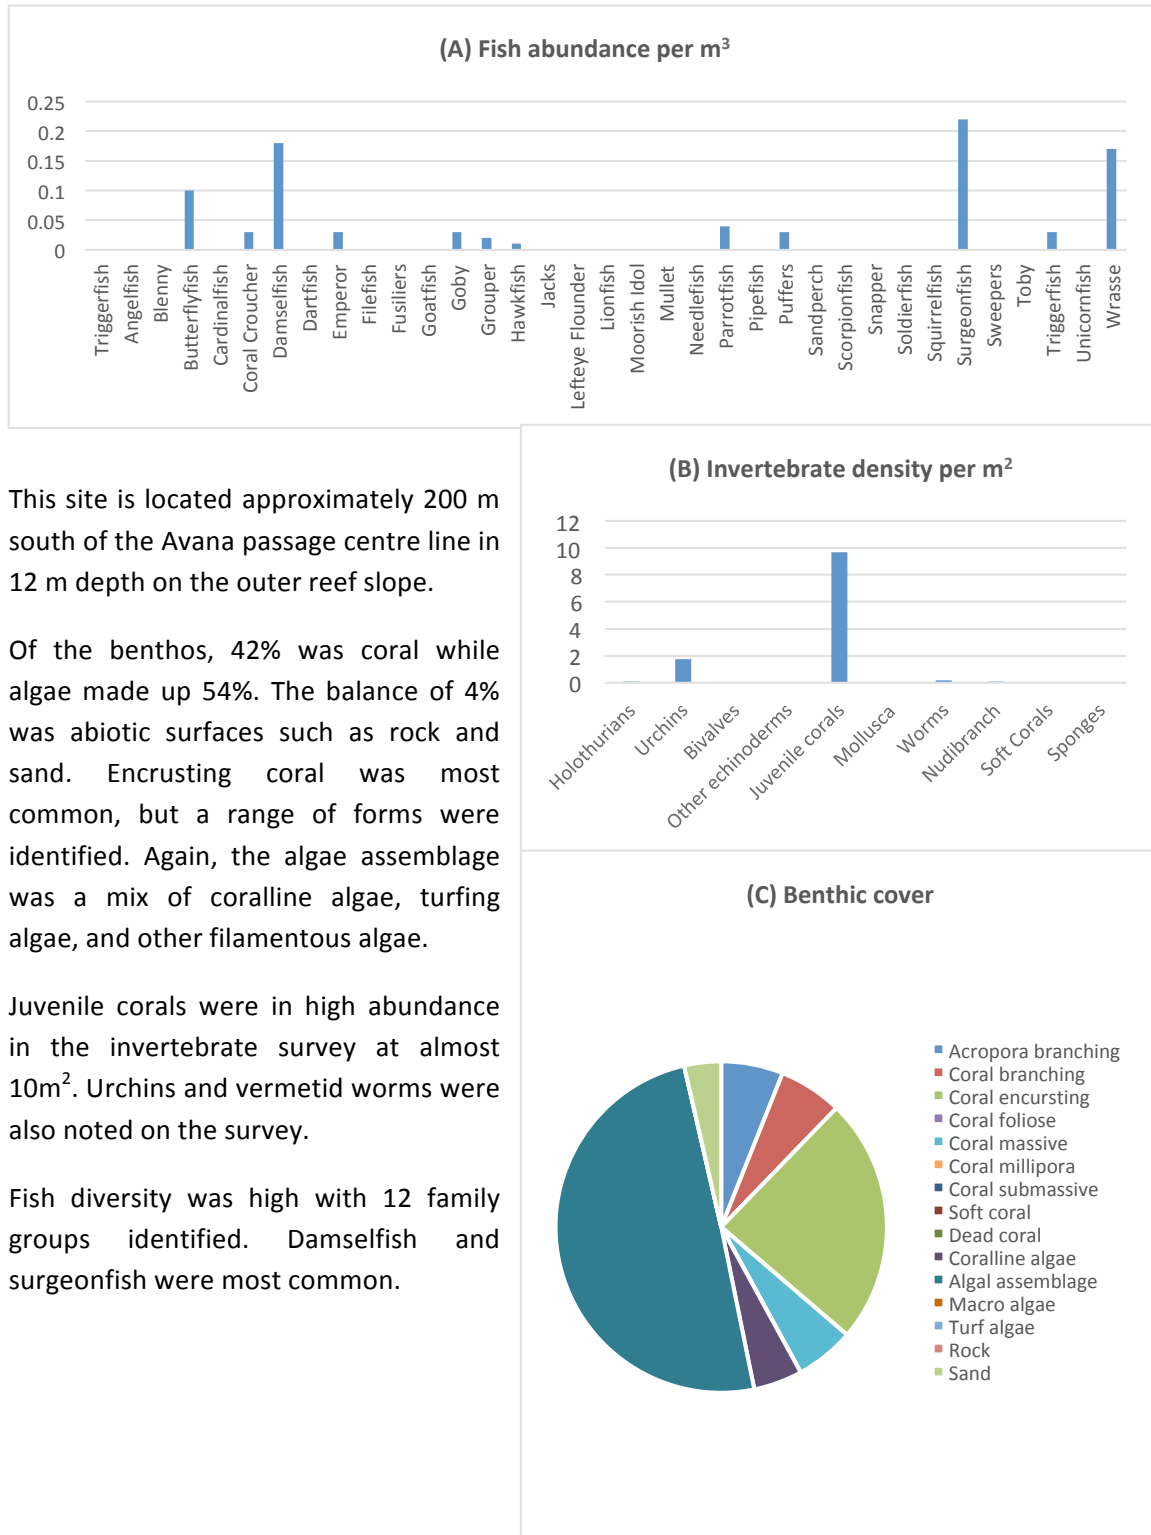 (A) Fish abundance per m³
0.25
0.2
0.15
0.1
0.05
0
Triggerfish
Angelfish
Blenny
Butterflyfish
Cardinalfish
Coral Croucher
Damselfish
Dartfish
Emperor
Filefish
Fusiliers
Goatfish
Goby
Grouper
Hawkfish
Jacks
Lefteye Flounder
Lionfish
Moorish Idol
Mullet
Needlefish
Parrotfish
Pipefish
Puffers
Sandperch
Scorpionfish
Snapper
Soldierfish
Squirrelfish
Surgeonfish
Sweepers
Toby
Triggerfish
Unicornfish
Wrasse
This site is located approximately 200 m
south of the Avana passage centre line in
12 m depth on the outer reef slope.
Of the benthos, 42% was coral while
algae made up 54%. The balance of 4%
was abiotic surfaces such as rock and
sand. Encrusting coral was most
common, but a range of forms were
identified. Again, the algae assemblage
was a mix of coralline algae, turfing
algae, and other filamentous algae.
Juvenile corals were in high abundance
in the invertebrate survey at almost
10m². Urchins and vermetid worms were
also noted on the survey.
Fish diversity was high with 12 family
groups identified. Damselfish and
surgeonfish were most common.
(B) Invertebrate density per m²
12
10
8
6
4
2
0
Holothurians
Urchins
Bivalves
Other echinoderms
Juvenile corals
Mollusca
Worms
Nudibranch
Soft Corals
Sponges
(C) Benthic cover
Acropora branching
Coral branching
Coral encursting
Coral foliose
Coral massive
Coral millipora
Coral submassive
Soft coral
Dead coral
Coralline algae
Algal assemblage
Macro algae
Turf algae
Rock
Sand